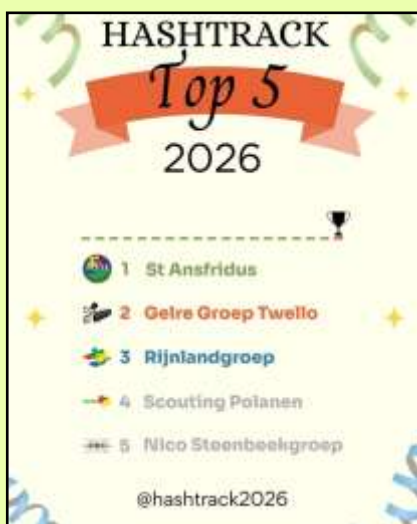 HASHTRACK
Top 5
2026
1 St Ansfridus
2 Gelre Groep Twello
3 Rijnlandgroep
4 Scouting Polanen
5 Nico Steenbeekgroep
@hashtrack2026